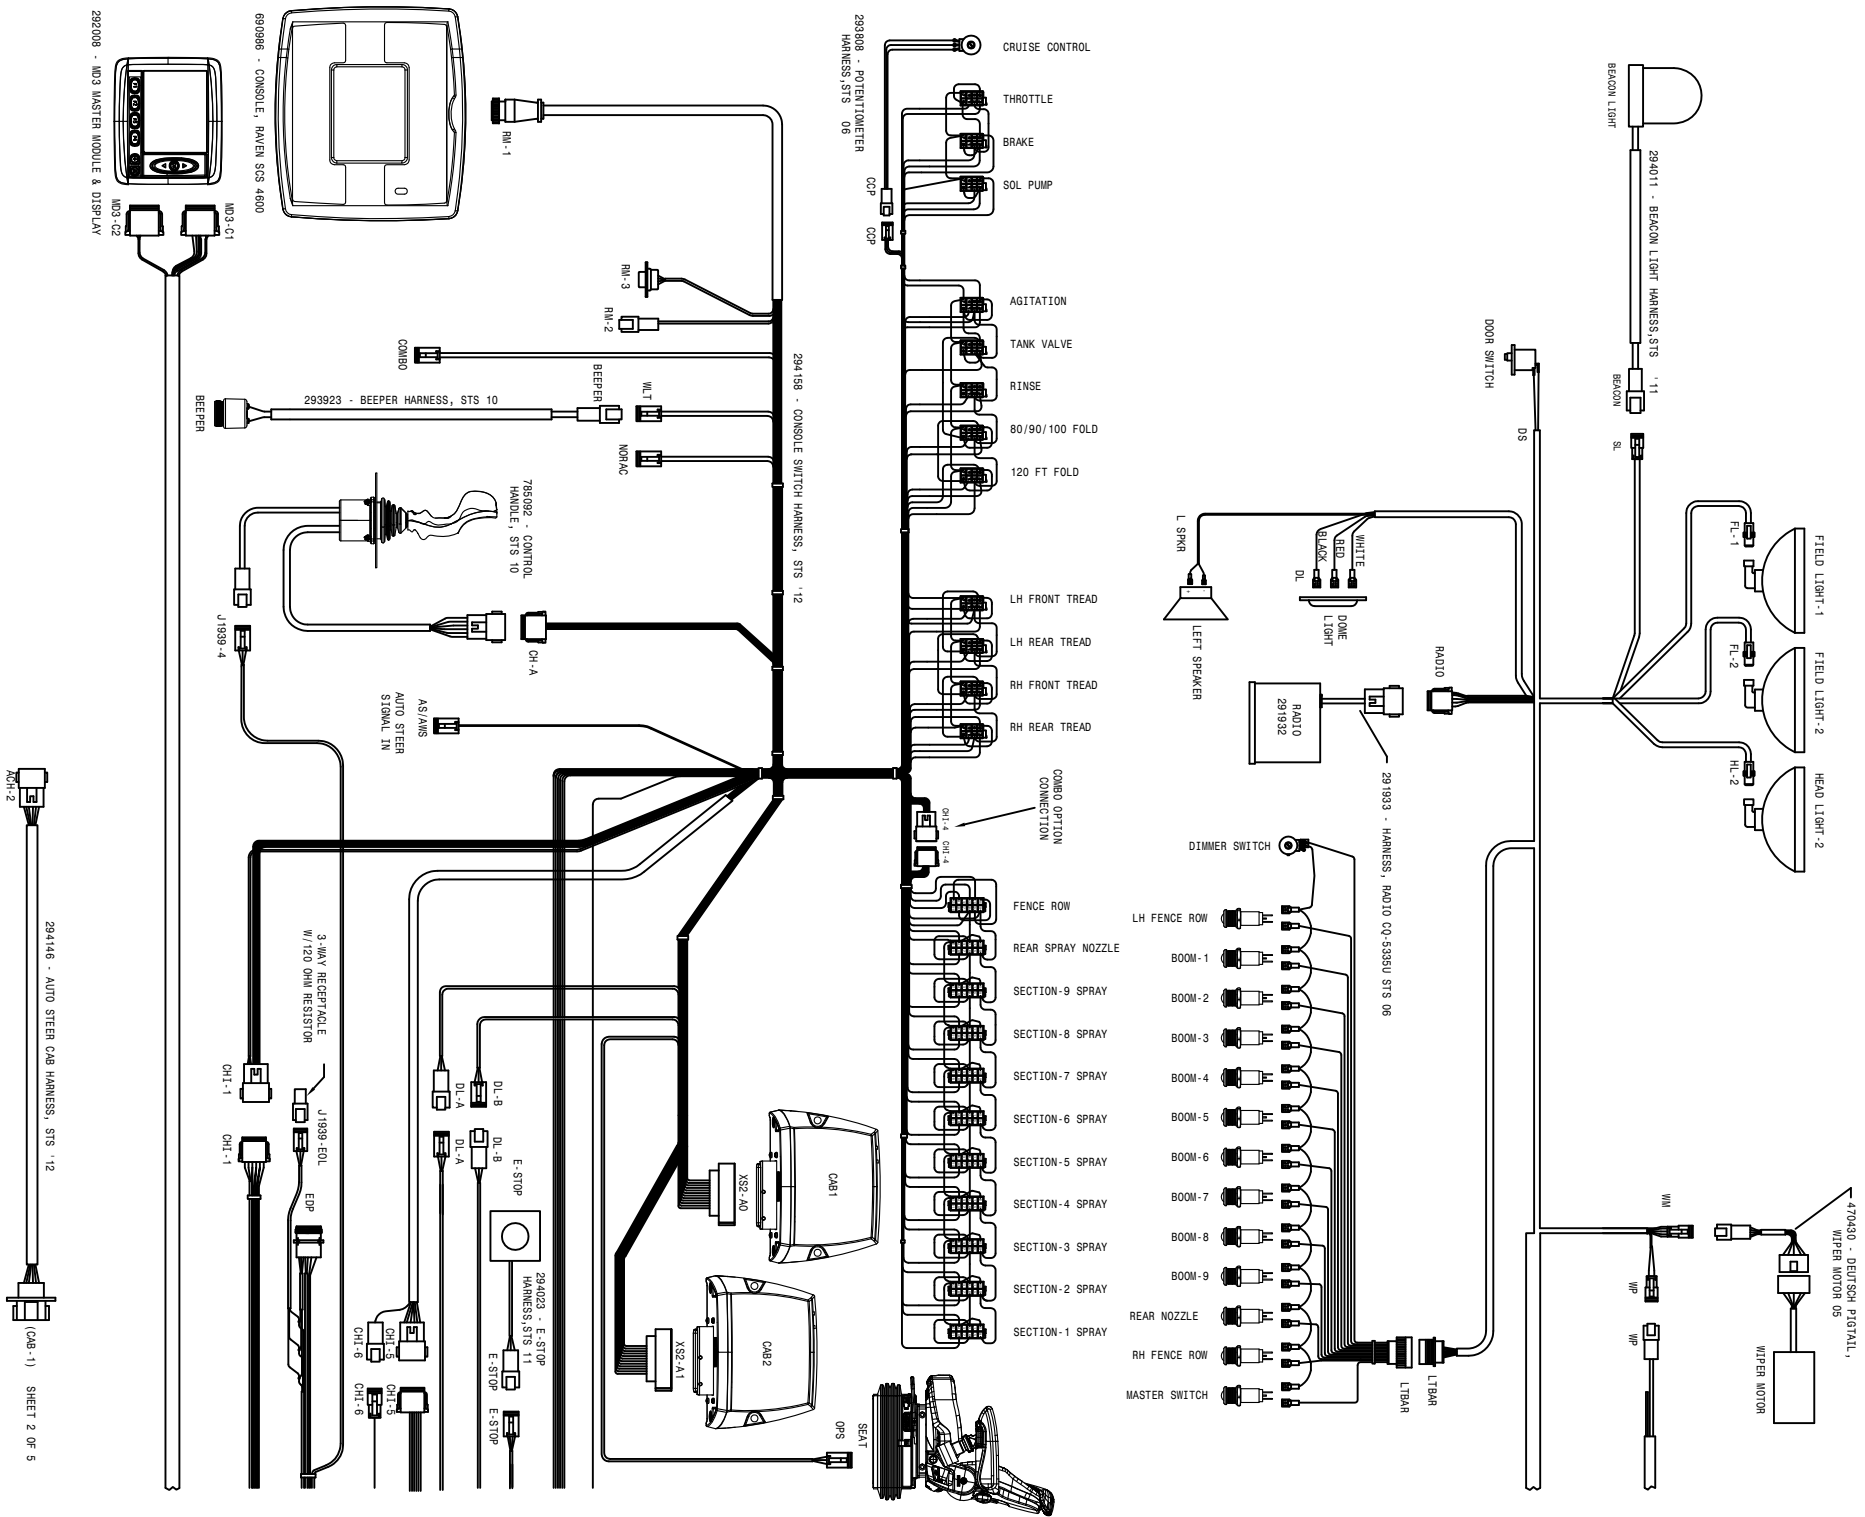 CRUISE CONTROL
THROTTLE
BRAKE
SOL PUMP
293808 - POTENTIOMETER
HARNESS,STS 06
CCP
CCP
AGITATION
TANK VALVE
RINSE
80/90/100 FOLD
120 FT FOLD
LH FRONT TREAD
LH REAR TREAD
RH FRONT TREAD
RH REAR TREAD
COMBO OPTION
CONNECTION
CHI-4
CHI-4
FENCE ROW
REAR SPRAY NOZZLE
SECTION-9 SPRAY
SECTION-8 SPRAY
SECTION-7 SPRAY
SECTION-6 SPRAY
SECTION-5 SPRAY
SECTION-4 SPRAY
SECTION-3 SPRAY
SECTION-2 SPRAY
SECTION-1 SPRAY
690986 - CONSOLE, RAVEN SCS 4600
292008 - MD3 MASTER MODULE & DISPLAY
MD3-C1
MD3-C2
RM-1
RM-3
RM-2
COMBO
BEEPER
293923 - BEEPER HARNESS, STS 10
BEEPER
WLT
NORAC
294158 - CONSOLE SWITCH HARNESS, STS '12
785092 - CONTROL
HANDLE, STS 10
J1939-4
CH-A
AS/AWS
AUTO STEER
SIGNAL IN
3-WAY RECEPTACLE
W/120 OHM RESISTOR
J1939-EOL
CHI-1
CHI-1
EDP
DL-A
DL-B
DL-A
DL-B
E-STOP
294023 - E-STOP
HARNESS,STS 11
E-STOP
E-STOP
CHI-5
CHI-6
CHI-5
CHI-6
CAB1
XS2-A0
CAB2
XS2-A1
SEAT
OPS
BEACON LIGHT
294011 - BEACON LIGHT HARNESS,STS '11
BEACON
SL
DOOR SWITCH
DS
FL-1
FIELD LIGHT-1
FL-2
FIELD LIGHT-2
HL-2
HEAD LIGHT-2
L SPKR
LEFT SPEAKER
BLACK
RED
WHITE
DL
DOME
LIGHT
RADIO
RADIO
291932
291933 - HARNESS, RADIO CQ-5335U STS 06
DIMMER SWITCH
LH FENCE ROW
BOOM-1
BOOM-2
BOOM-3
BOOM-4
BOOM-5
BOOM-6
BOOM-7
BOOM-8
BOOM-9
REAR NOZZLE
RH FENCE ROW
MASTER SWITCH
LTBAR
LTBAR
WM
WP
WP
470430 - DEUTSCH PIGTAIL,
WIPER MOTOR 05
WIPER MOTOR
ACH-2
294146 - AUTO STEER CAB HARNESS, STS '12
(CAB-1) SHEET 2 OF 5